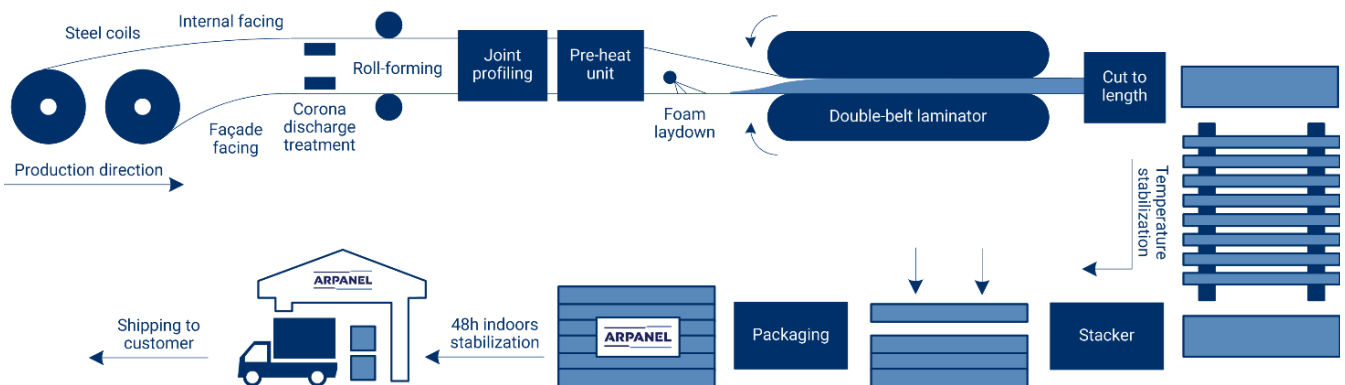 Steel coils
Internal facing
Roll-forming
Joint
profiling
Pre-heat
unit
Foam
laydown
Double-belt laminator
Cut to
length
Façade
facing
Corona
discharge
treatment
Production direction
Temperature
stabilization
Stacker
Packaging
ARPANEL
48h indoors
stabilization
ARPANEL
Shipping to
customer